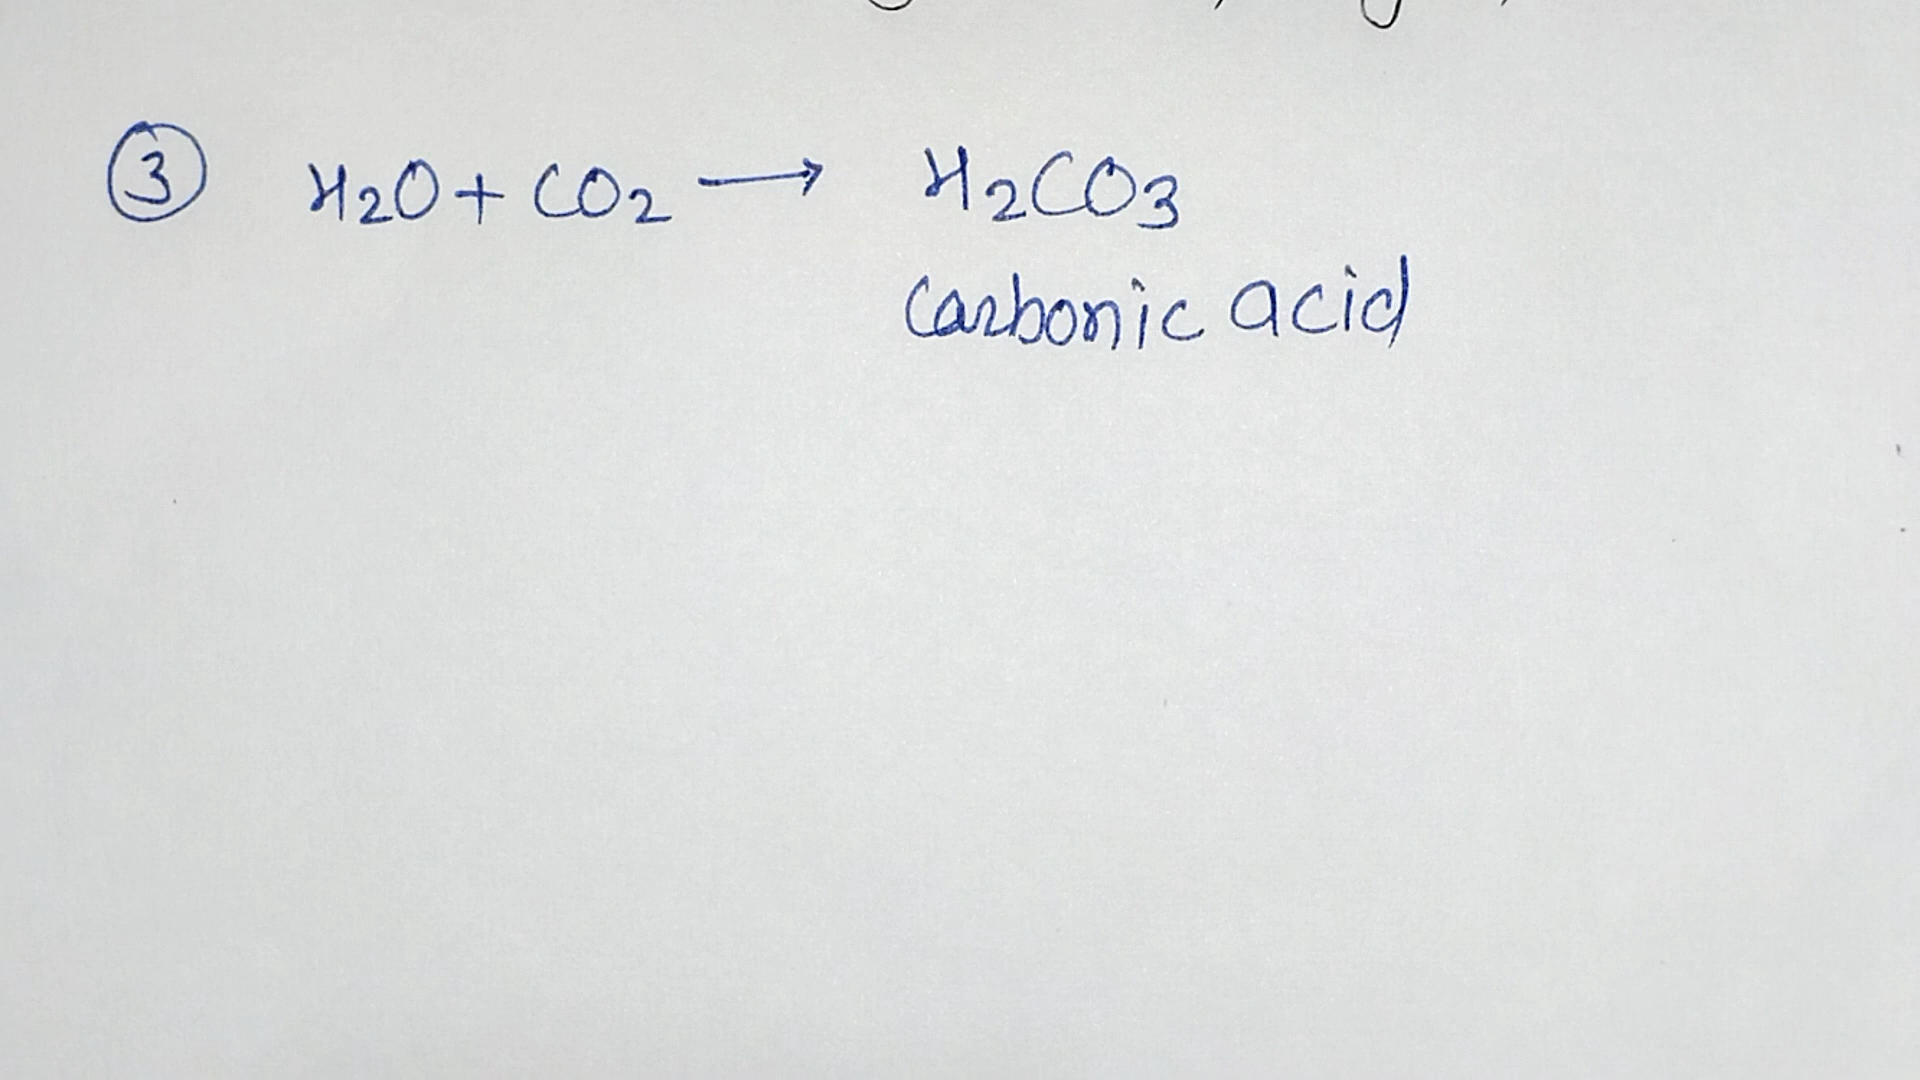 ③ H2O + CO2 → H2CO3
Carbonic acid